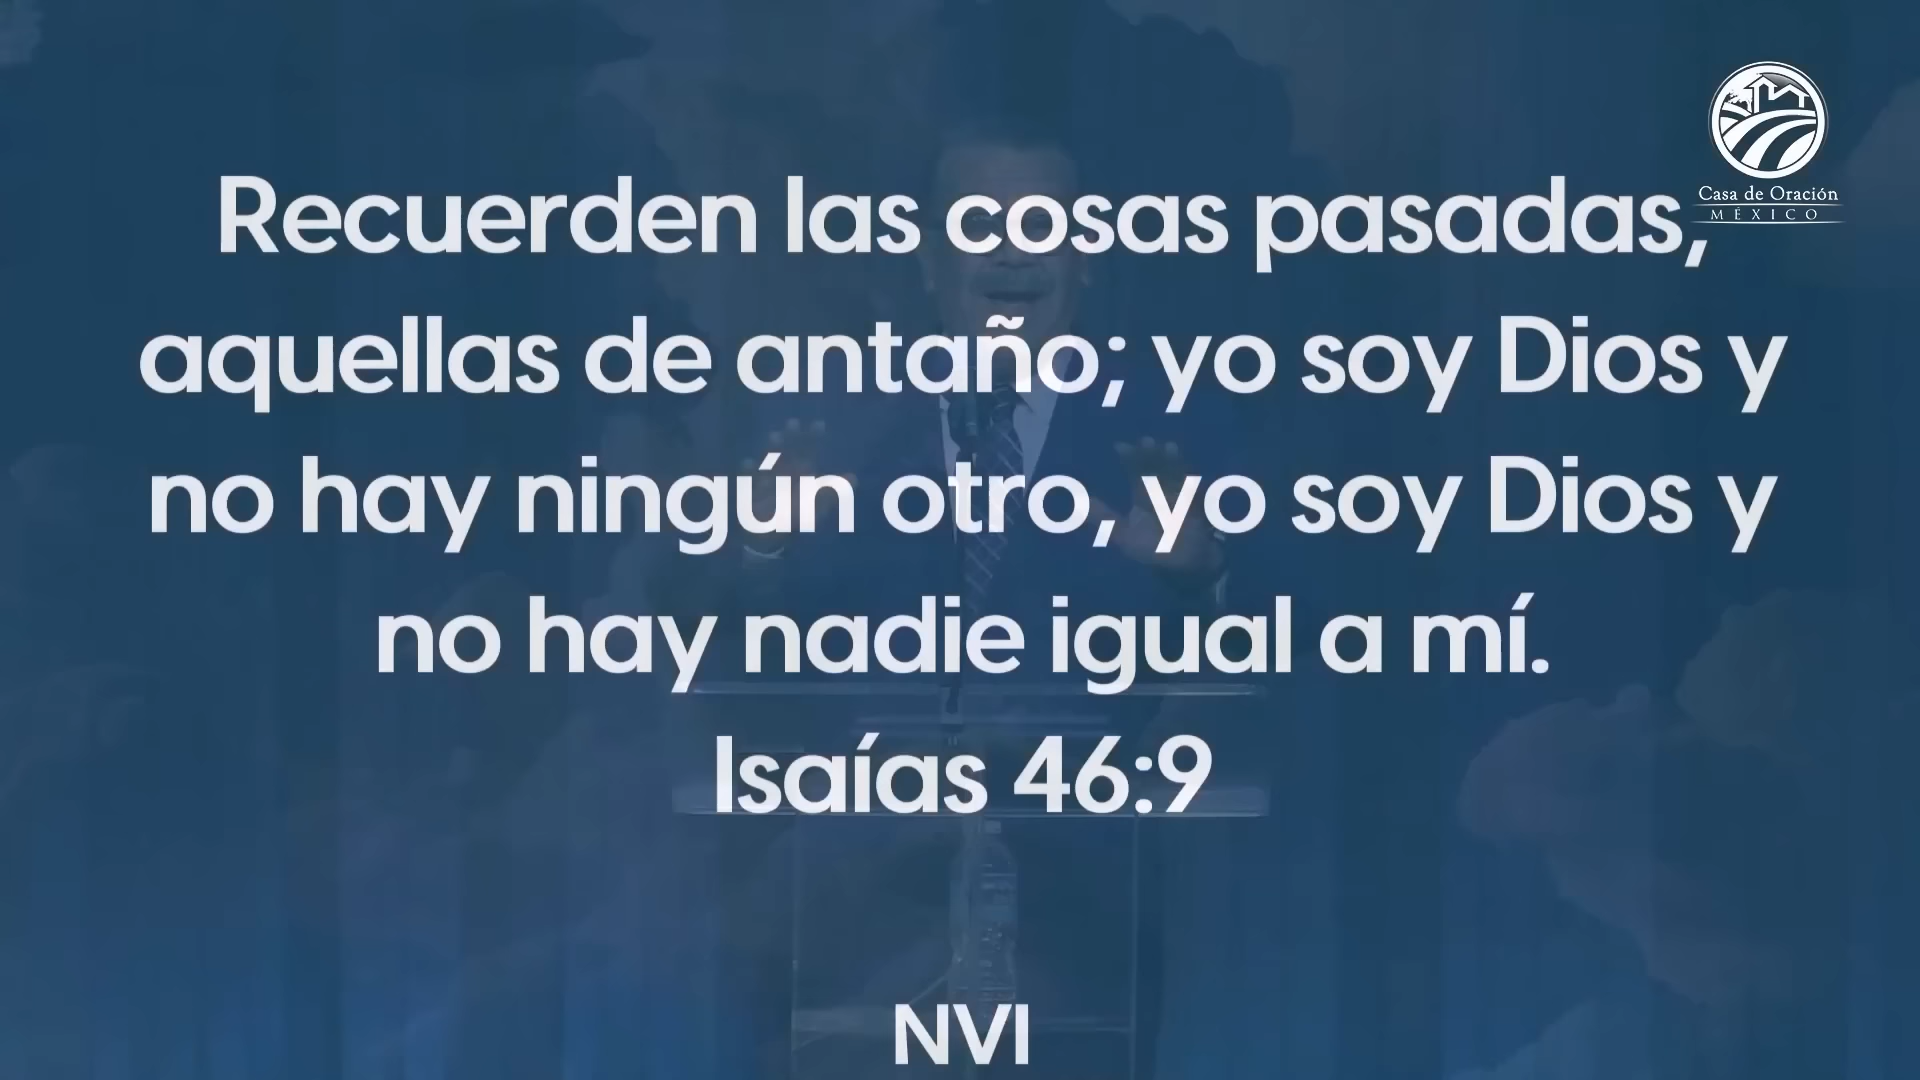 Casa de Oración
MÉXICO
Recuerden las cosas pasadas,
aquellas de antaño; yo soy Dios y
no hay ningún otro, yo soy Dios y
no hay nadie igual a mí.
Isaías 46:9
NVI